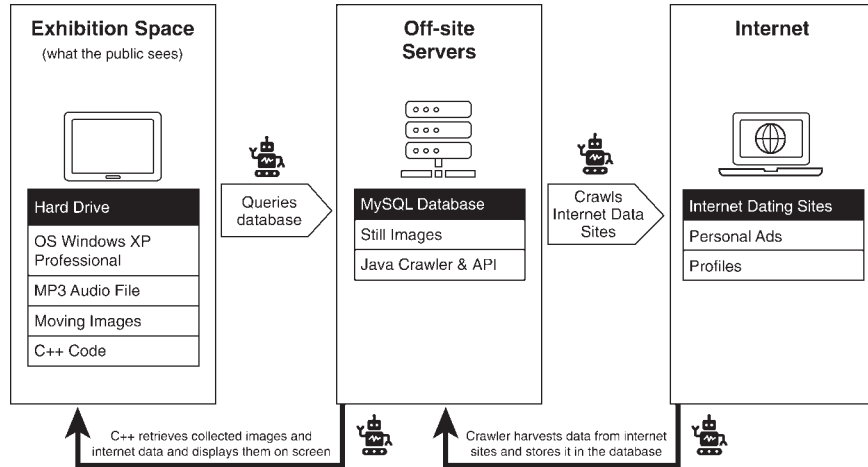 Exhibition Space
(what the public sees)
Hard Drive
OS Windows XP
Professional
MP3 Audio File
Moving Images
C++ Code
Queries
database
Off-site
Servers
MySQL Database
Still Images
Java Crawler & API
Crawls
Internet Data
Sites
Internet
Internet Dating Sites
Personal Ads
Profiles
C++ retrieves collected images and
internet data and displays them on screen
Crawler harvests data from internet
sites and stores it in the database